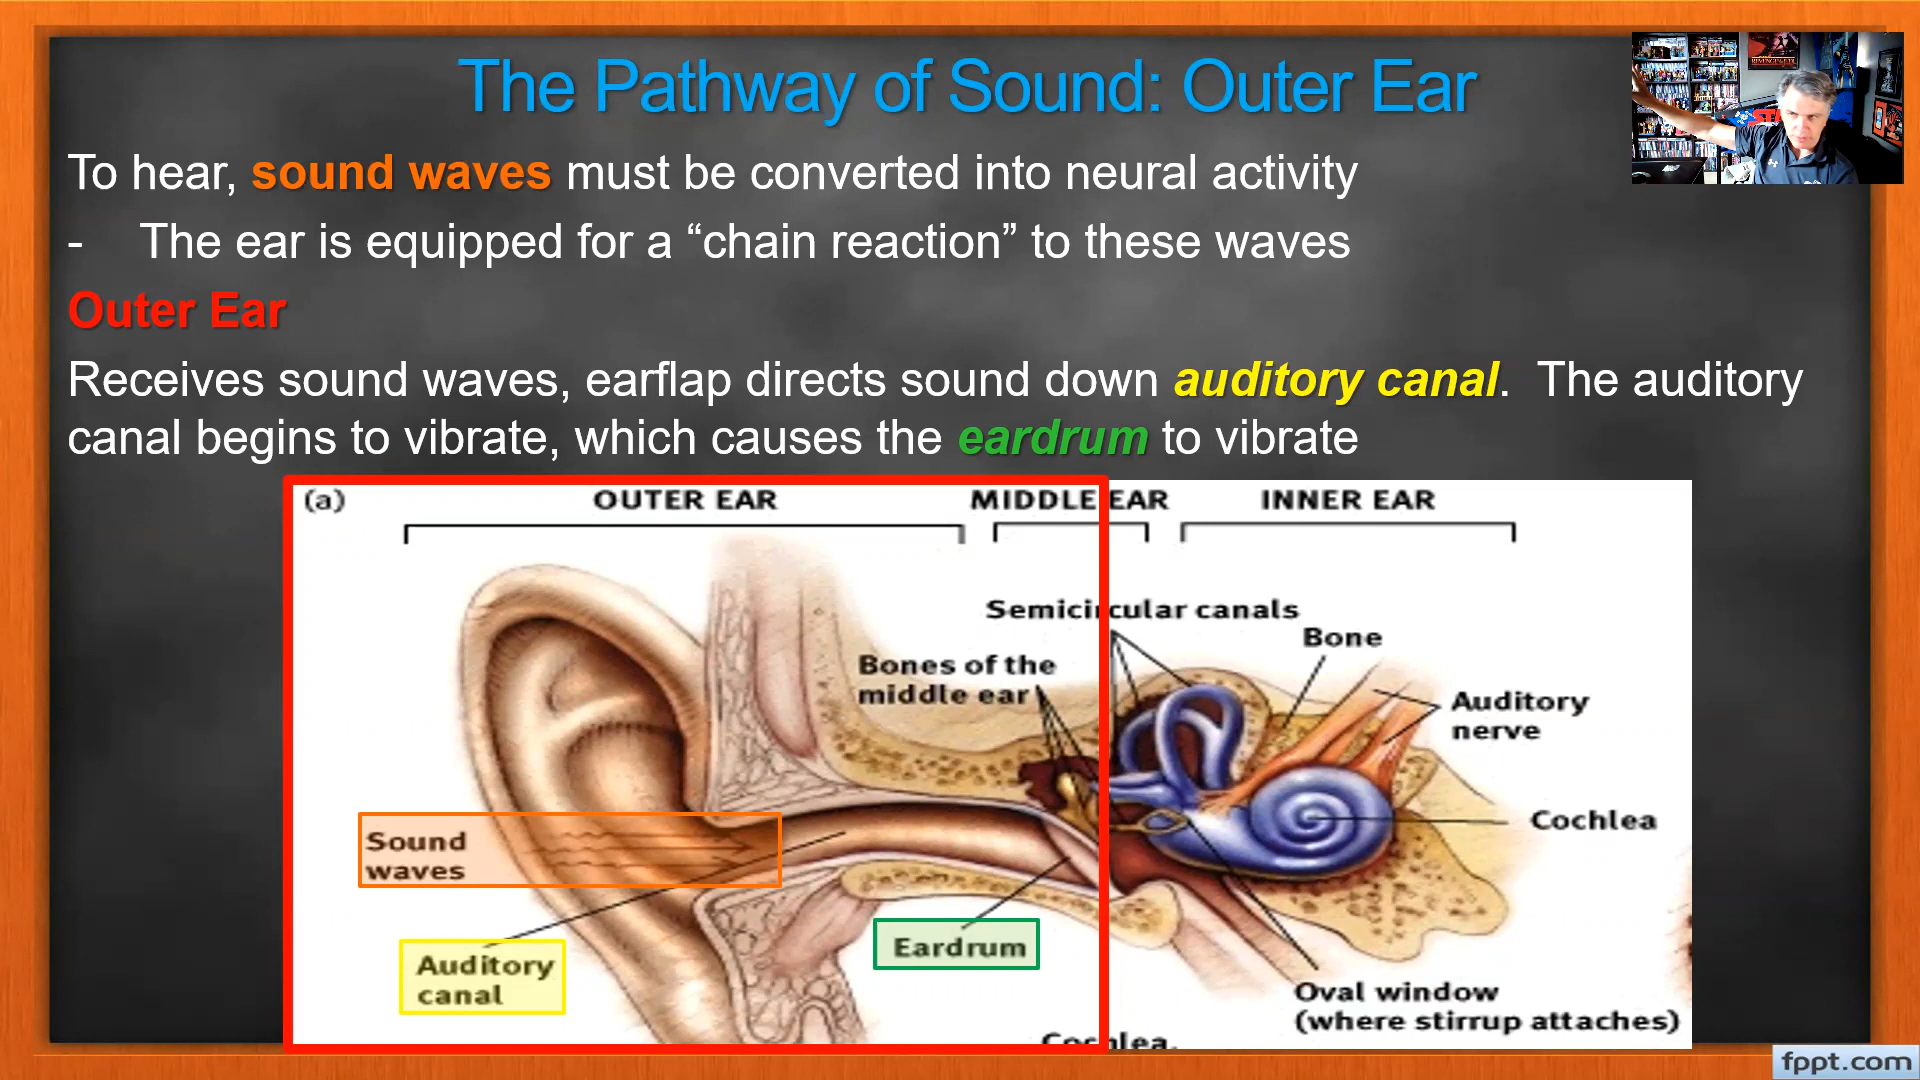 The Pathway of Sound: Outer Ear
To hear, sound waves must be converted into neural activity
- The ear is equipped for a “chain reaction” to these waves
Outer Ear
Receives sound waves, earflap directs sound down auditory canal. The auditory
canal begins to vibrate, which causes the eardrum to vibrate
(a)
OUTER EAR
MIDDLE EAR
INNER EAR
Semicircular canals
Bone
Bones of the
middle ear
Auditory
nerve
Cochlea
Sound
waves
Auditory
canal
Eardrum
Oval window
(where stirrup attaches)
Cochlea,
fppt.com